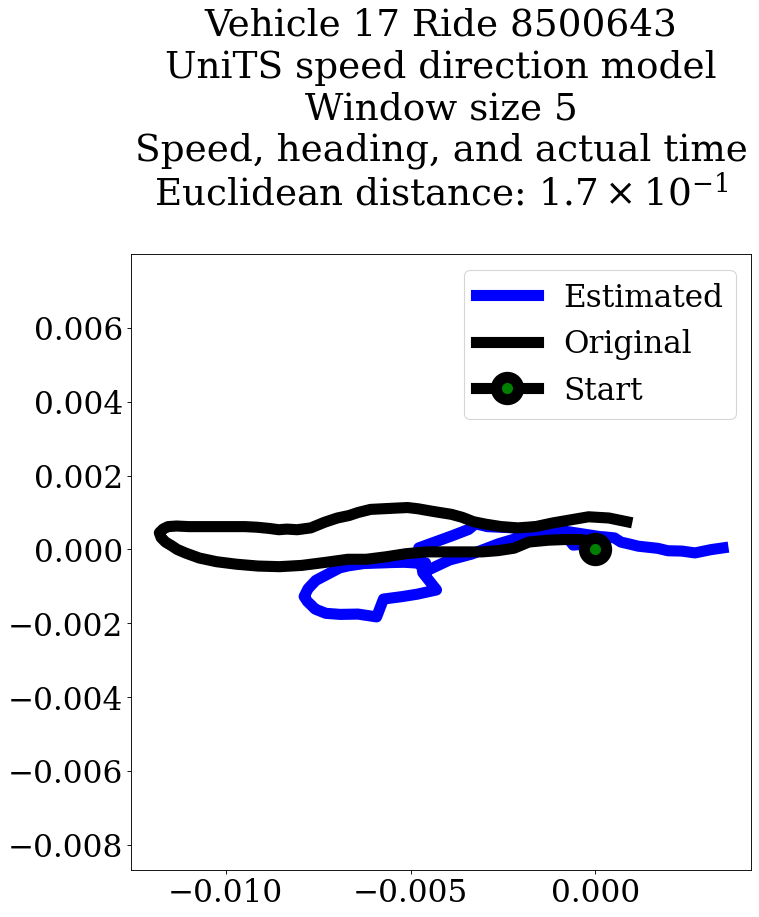 Vehicle 17 Ride 8500643
UniTS speed direction model
Window size 5
Speed, heading, and actual time
Euclidean distance: 1.7 × 10⁻¹
Estimated
Original
Start
0.006
0.004
0.002
0.000
−0.002
−0.004
−0.006
−0.008
−0.010
−0.005
0.000